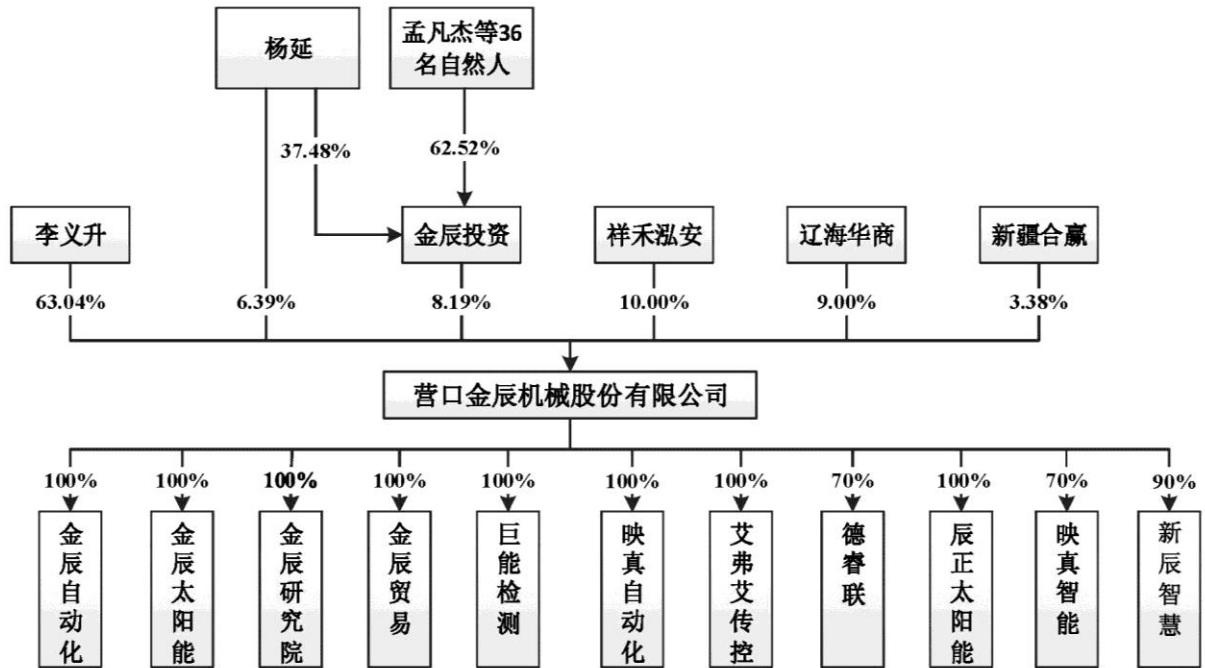 杨延
孟凡杰等36
名自然人
37.48%
62.52%
李义升
金辰投资
祥禾泓安
辽海华商
新疆合赢
63.04%
6.39%
8.19%
10.00%
9.00%
3.38%
营口金辰机械股份有限公司
100%
100%
100%
100%
100%
100%
100%
70%
100%
70%
90%
金辰自动化
金辰太阳能
金辰研究院
金辰贸易
巨能检测
映真自动化
艾弗艾传控
德睿联
辰正太阳能
映真智能
新辰智慧